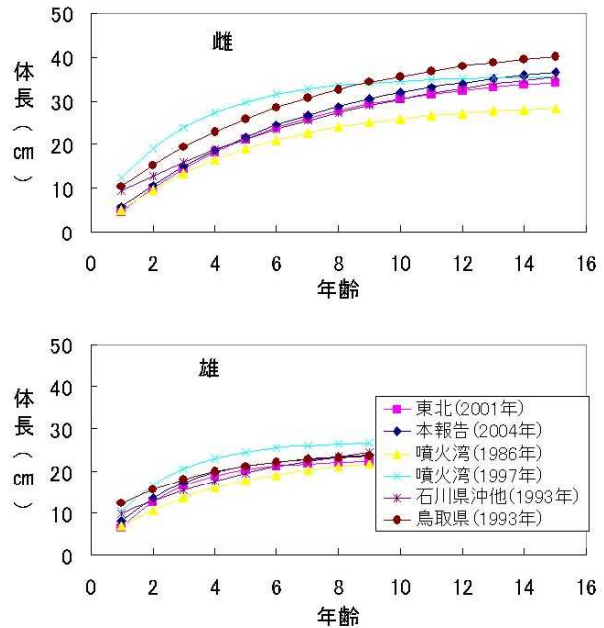 雌
体長(cm)
50
40
30
20
10
0
0 2 4 6 8 10 12 14 16
年齢
雄
体長(cm)
50
40
30
20
10
0
東北(2001年)
本報告(2004年)
噴火湾(1986年)
噴火湾(1997年)
石川県沖他(1993年)
鳥取県(1993年)
0 2 4 6 8 10 12 14 16
年齢